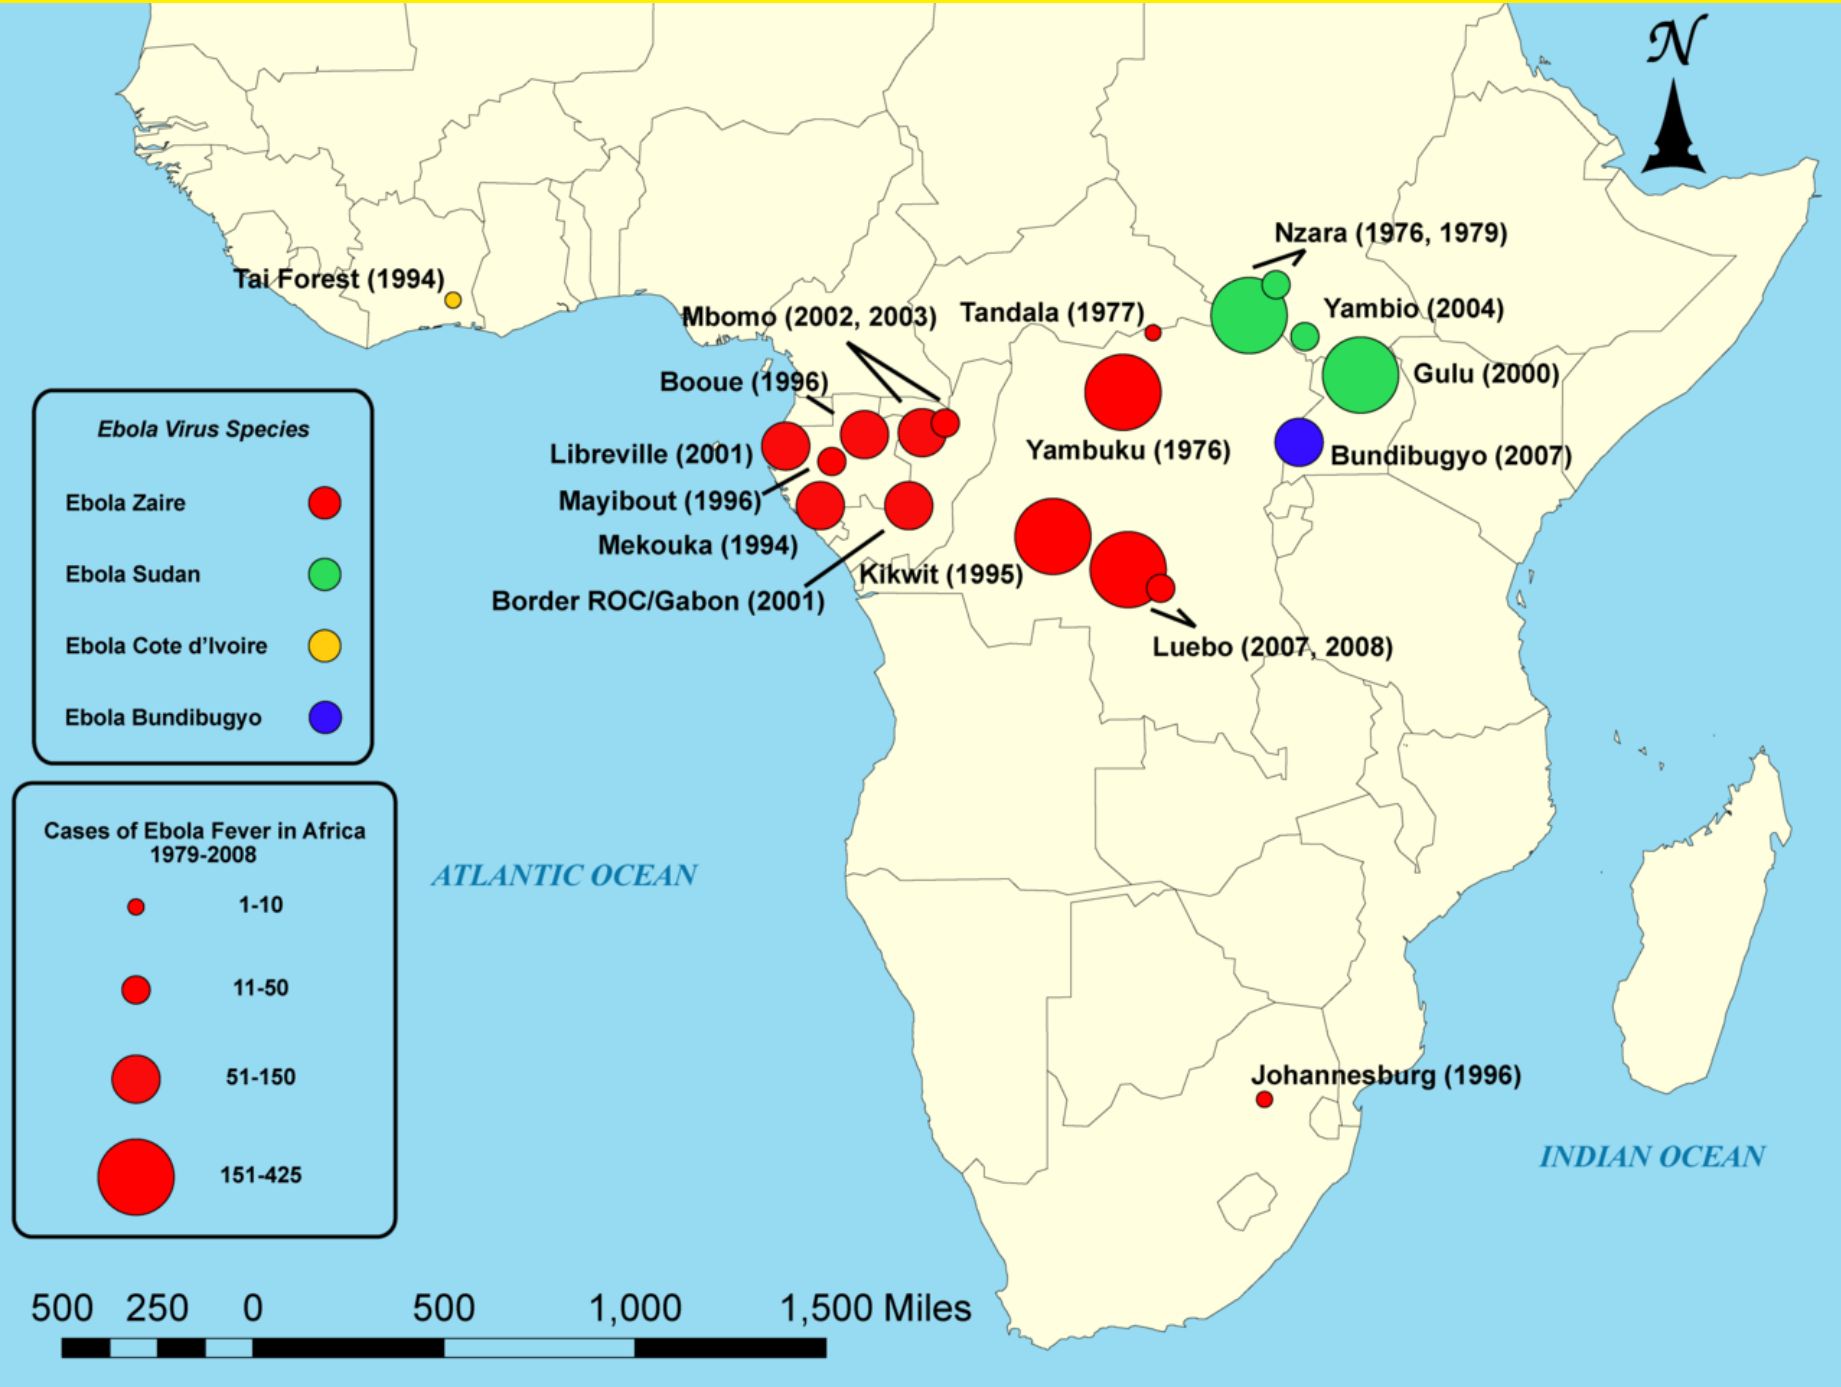 N
Nzara (1976, 1979)
Tai Forest (1994)
Yambio (2004)
Mbomo (2002, 2003)
Tandala (1977)
Booue (1996)
Gulu (2000)
Libreville (2001)
Yambuku (1976)
Bundibugyo (2007)
Mayibout (1996)
Mekouka (1994)
Kikwit (1995)
Border ROC/Gabon (2001)
Luebo (2007, 2008)
Johannesburg (1996)
Ebola Virus Species
Ebola Zaire
Ebola Sudan
Ebola Cote d'Ivoire
Ebola Bundibugyo
Cases of Ebola Fever in Africa
1979-2008
1-10
11-50
51-150
151-425
ATLANTIC OCEAN
INDIAN OCEAN
500 250 0 500 1,000 1,500 Miles